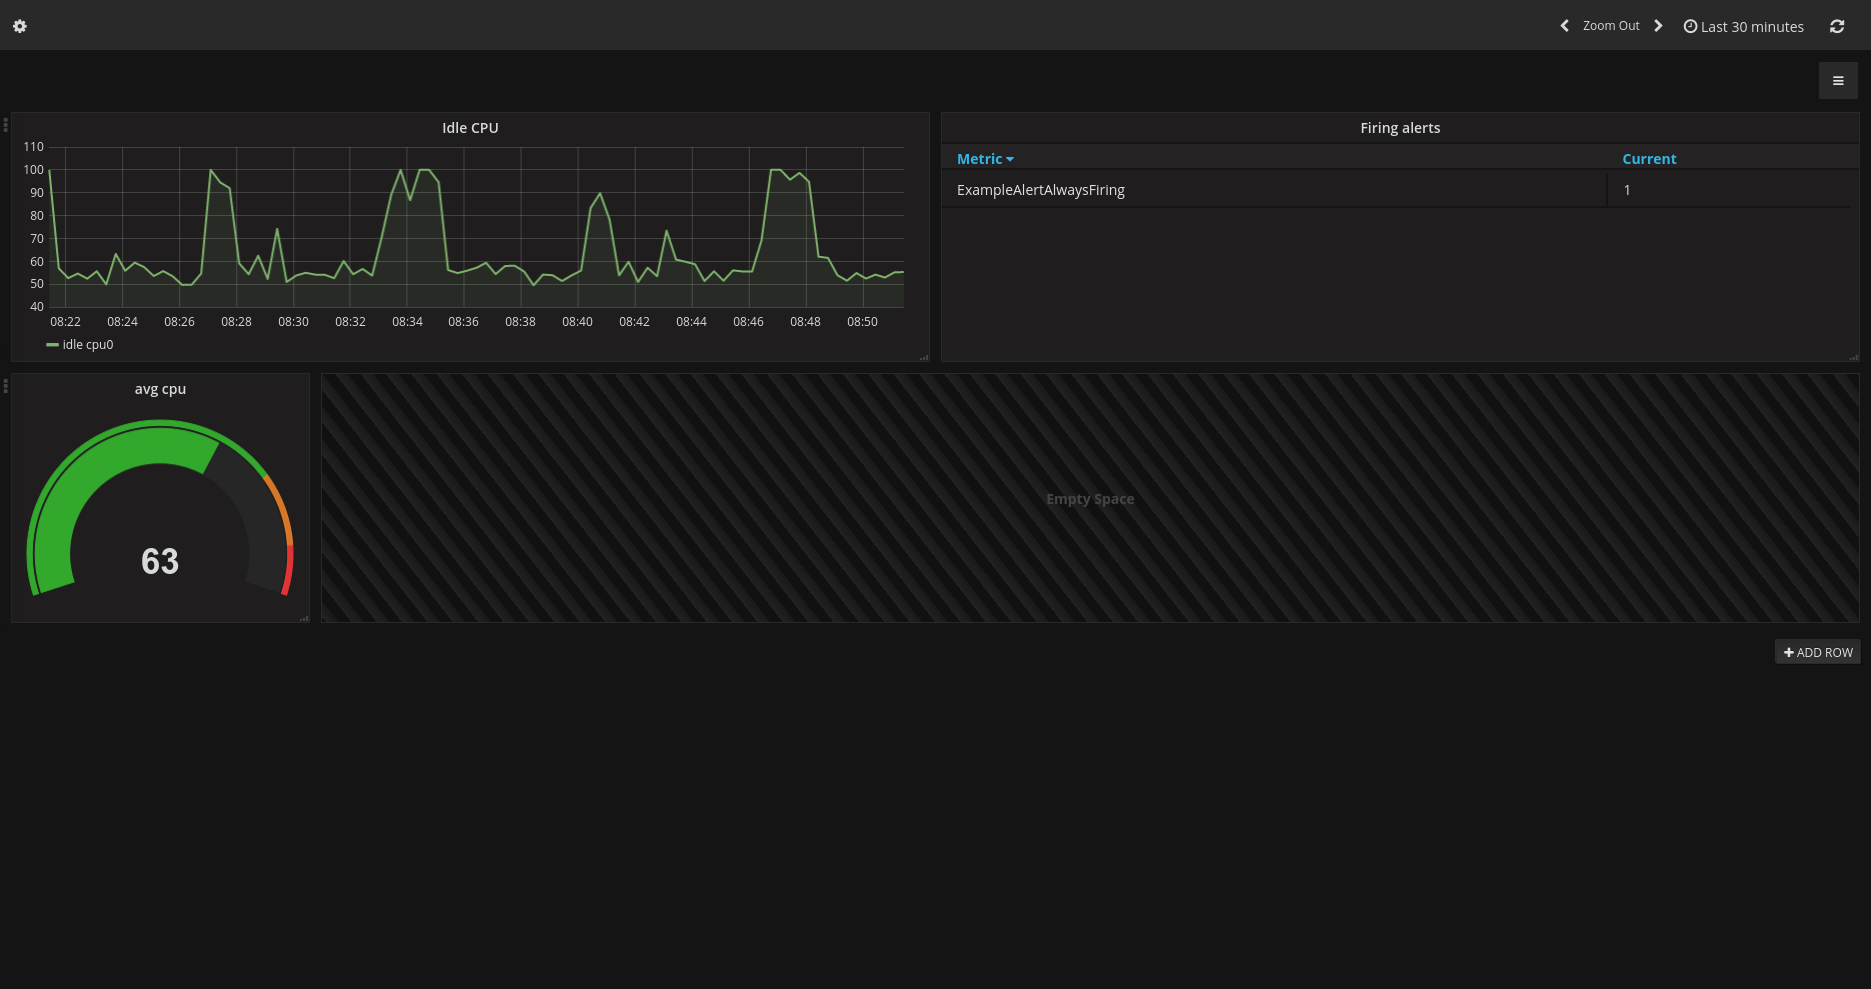 Zoom Out Last 30 minutes
Idle CPU
110
100
90
80
70
60
50
40
08:22 08:24 08:26 08:28 08:30 08:32 08:34 08:36 08:38 08:40 08:42 08:44 08:46 08:48 08:50
idle cpu0
Firing alerts
Metric Current
ExampleAlertAlwaysFiring 1
avg cpu
63
Empty Space
ADD ROW